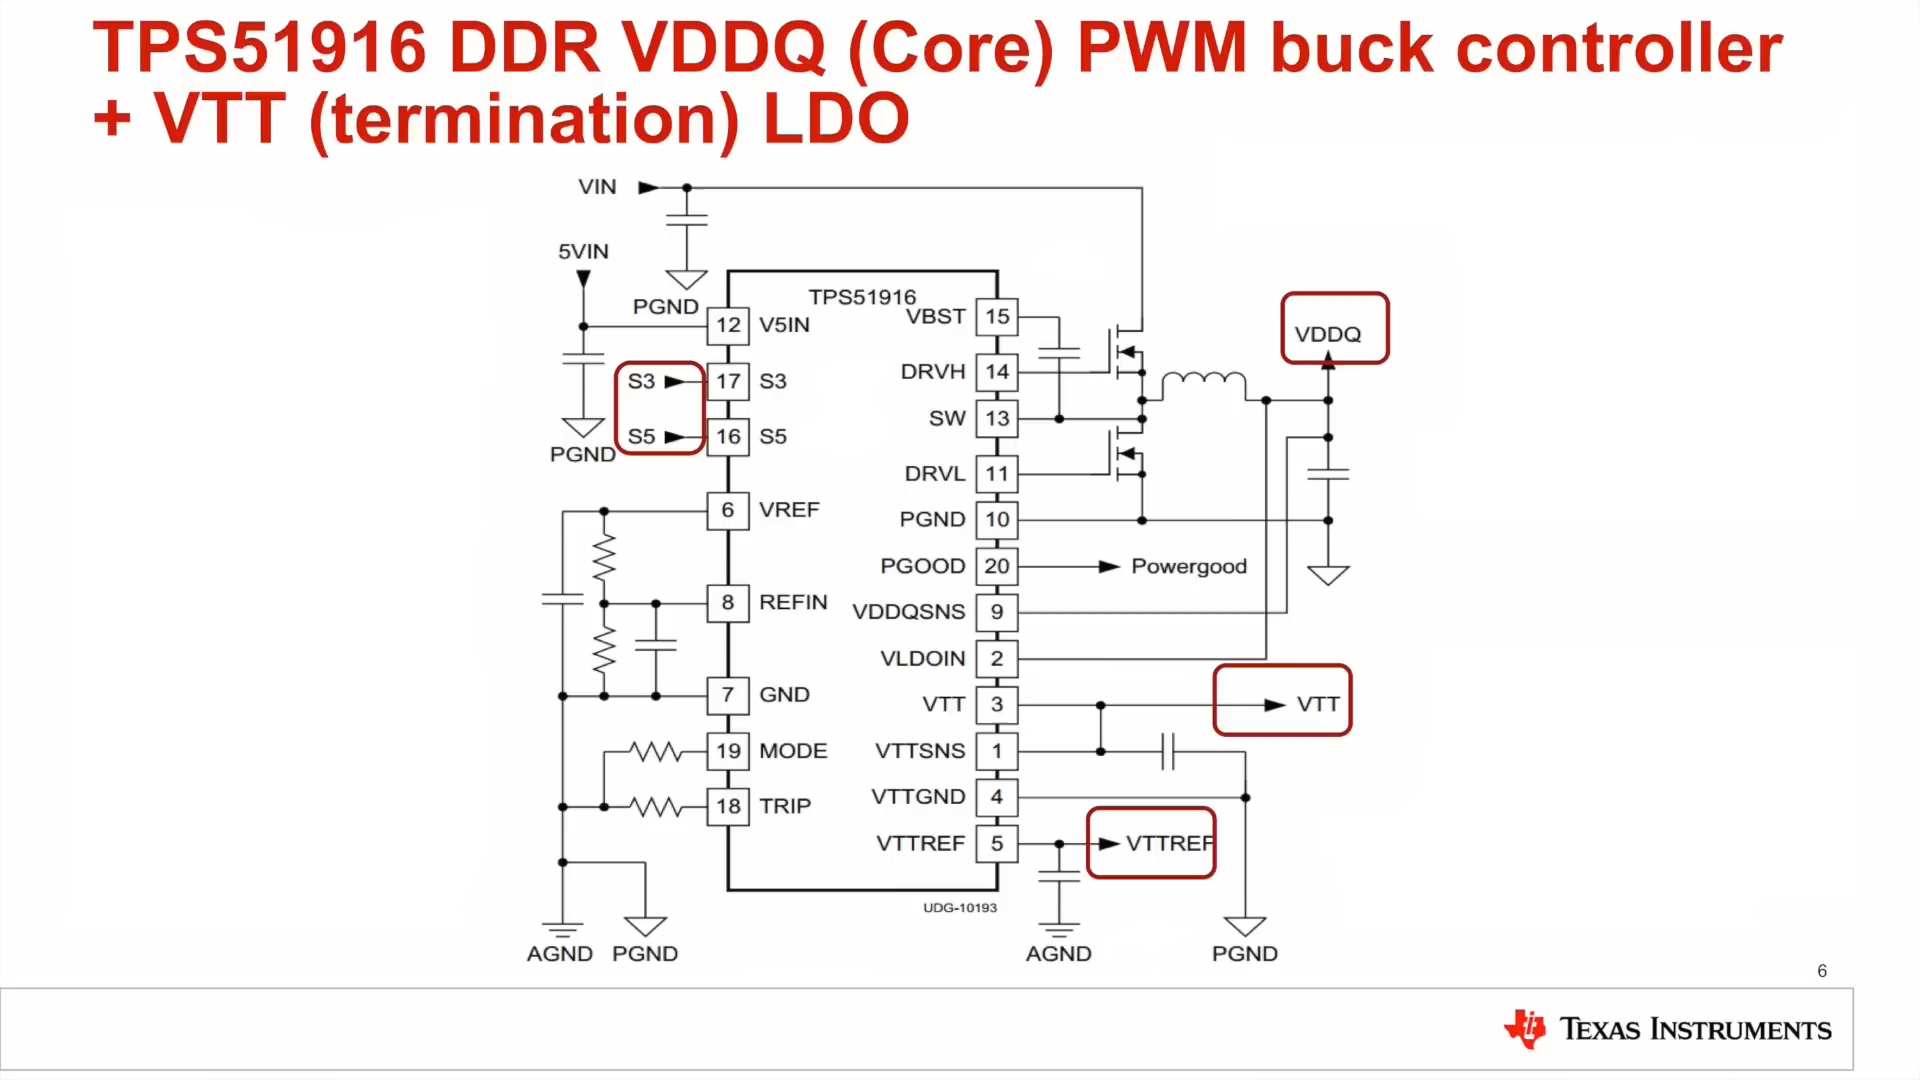 TPS51916 DDR VDDQ (Core) PWM buck controller
+ VTT (termination) LDO
VIN
5VIN
PGND
TPS51916
12 V5IN
VBST 15
VDDQ
S3 17 S3
DRVH 14
SW 13
S5 16 S5
PGND
DRVL 11
6 VREF
PGND 10
PGOOD 20 Powergood
8 REFIN
VDDQSNS 9
VLDOIN 2
7 GND
VTT 3 VTT
19 MODE
VTTSNS 1
VTTGND 4
18 TRIP
VTTREF 5 VTTREF
UDG-10193
AGND PGND AGND PGND
6
TEXAS INSTRUMENTS